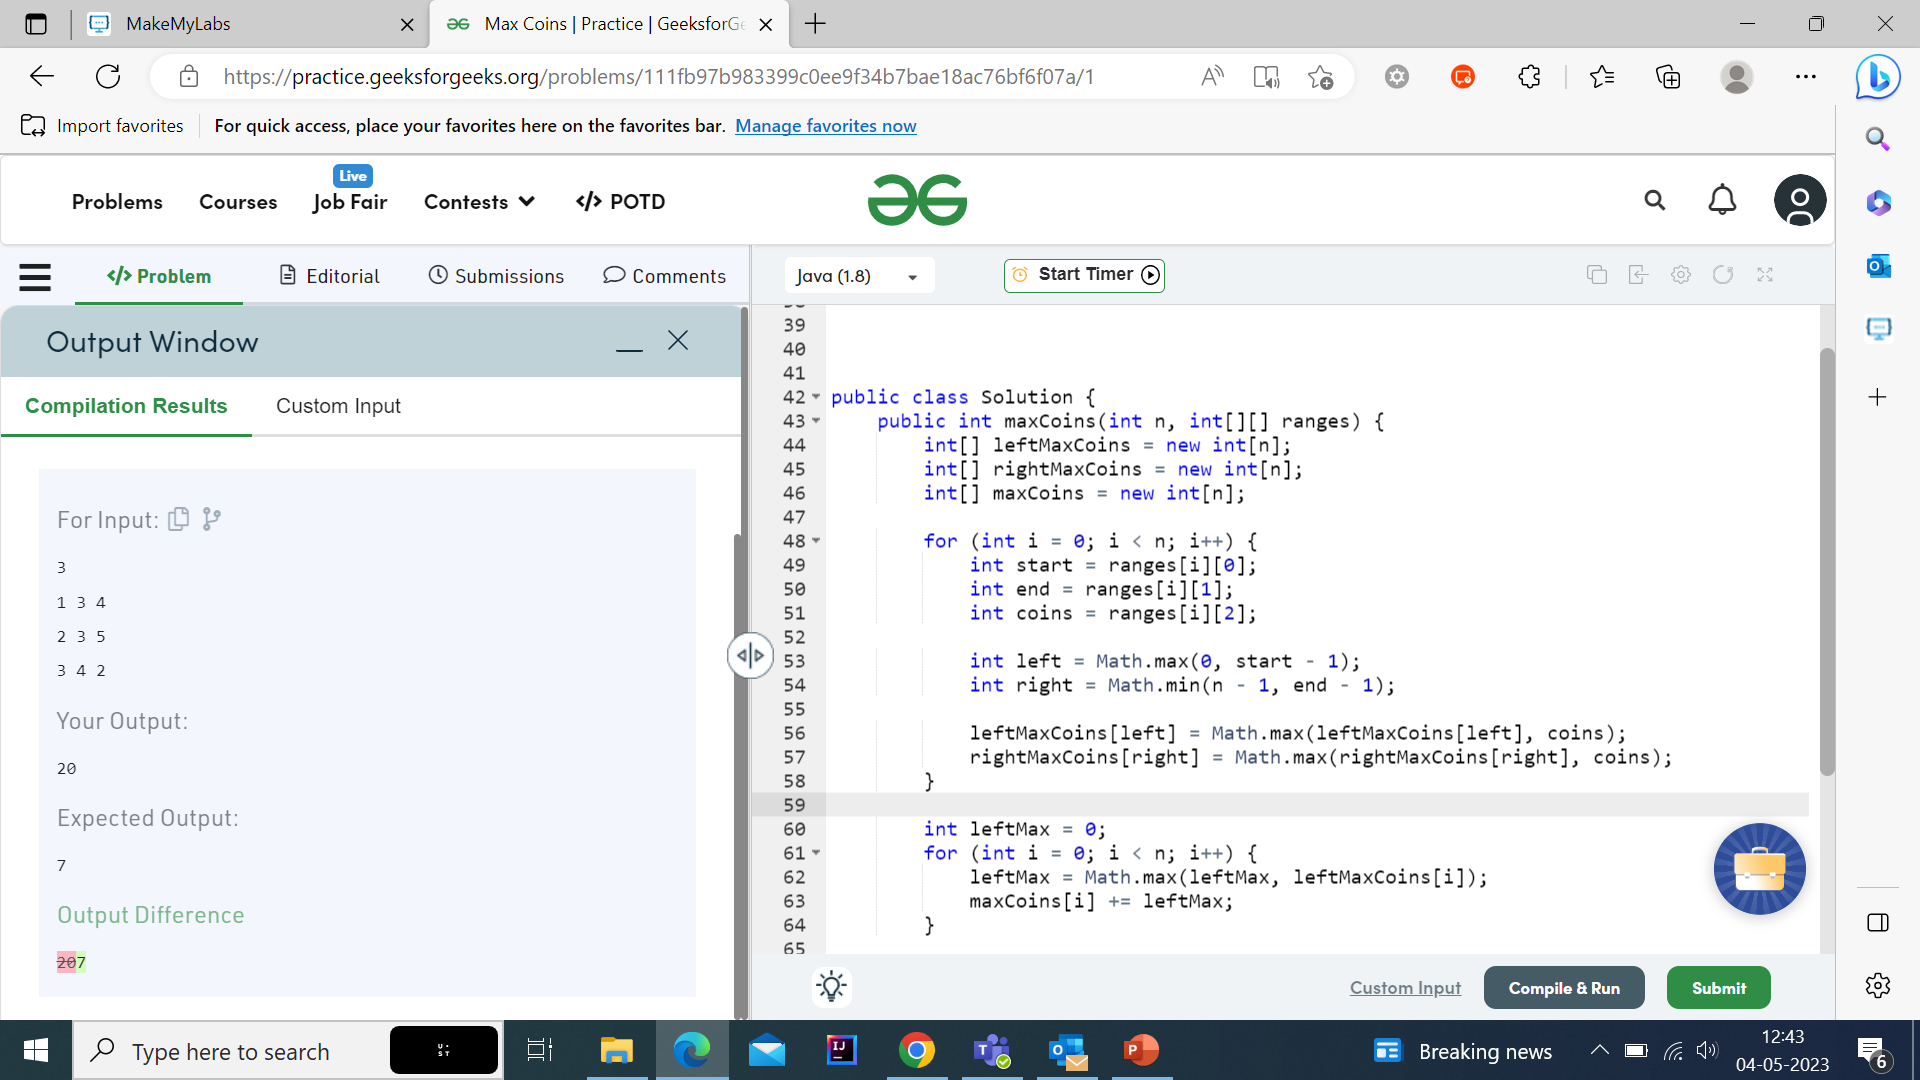 MakeMyLabs
Max Coins | Practice | GeeksforGe
https://practice.geeksforgeeks.org/problems/111fb97b983399c0ee9f34b7bae18ac76bf6f07a/1
Import favorites
For quick access, place your favorites here on the favorites bar. Manage favorites now
Problems
Courses
Live
Job Fair
Contests
</> POTD
</> Problem
Editorial
Submissions
Comments
Java (1.8)
Start Timer
Output Window
Compilation Results
Custom Input
For Input:
3
1 3 4
2 3 5
3 4 2
Your Output:
20
Expected Output:
7
Output Difference
207
39
40
41
42 public class Solution {
43 public int maxCoins(int n, int[][] ranges) {
44 int[] leftMaxCoins = new int[n];
45 int[] rightMaxCoins = new int[n];
46 int[] maxCoins = new int[n];
47
48 for (int i = 0; i < n; i++) {
49 int start = ranges[i][0];
50 int end = ranges[i][1];
51 int coins = ranges[i][2];
52
53 int left = Math.max(0, start - 1);
54 int right = Math.min(n - 1, end - 1);
55
56 leftMaxCoins[left] = Math.max(leftMaxCoins[left], coins);
57 rightMaxCoins[right] = Math.max(rightMaxCoins[right], coins);
58 }
59
60 int leftMax = 0;
61 for (int i = 0; i < n; i++) {
62 leftMax = Math.max(leftMax, leftMaxCoins[i]);
63 maxCoins[i] += leftMax;
64 }
65
Custom Input
Compile & Run
Submit
Type here to search
Breaking news
12:43
04-05-2023
6